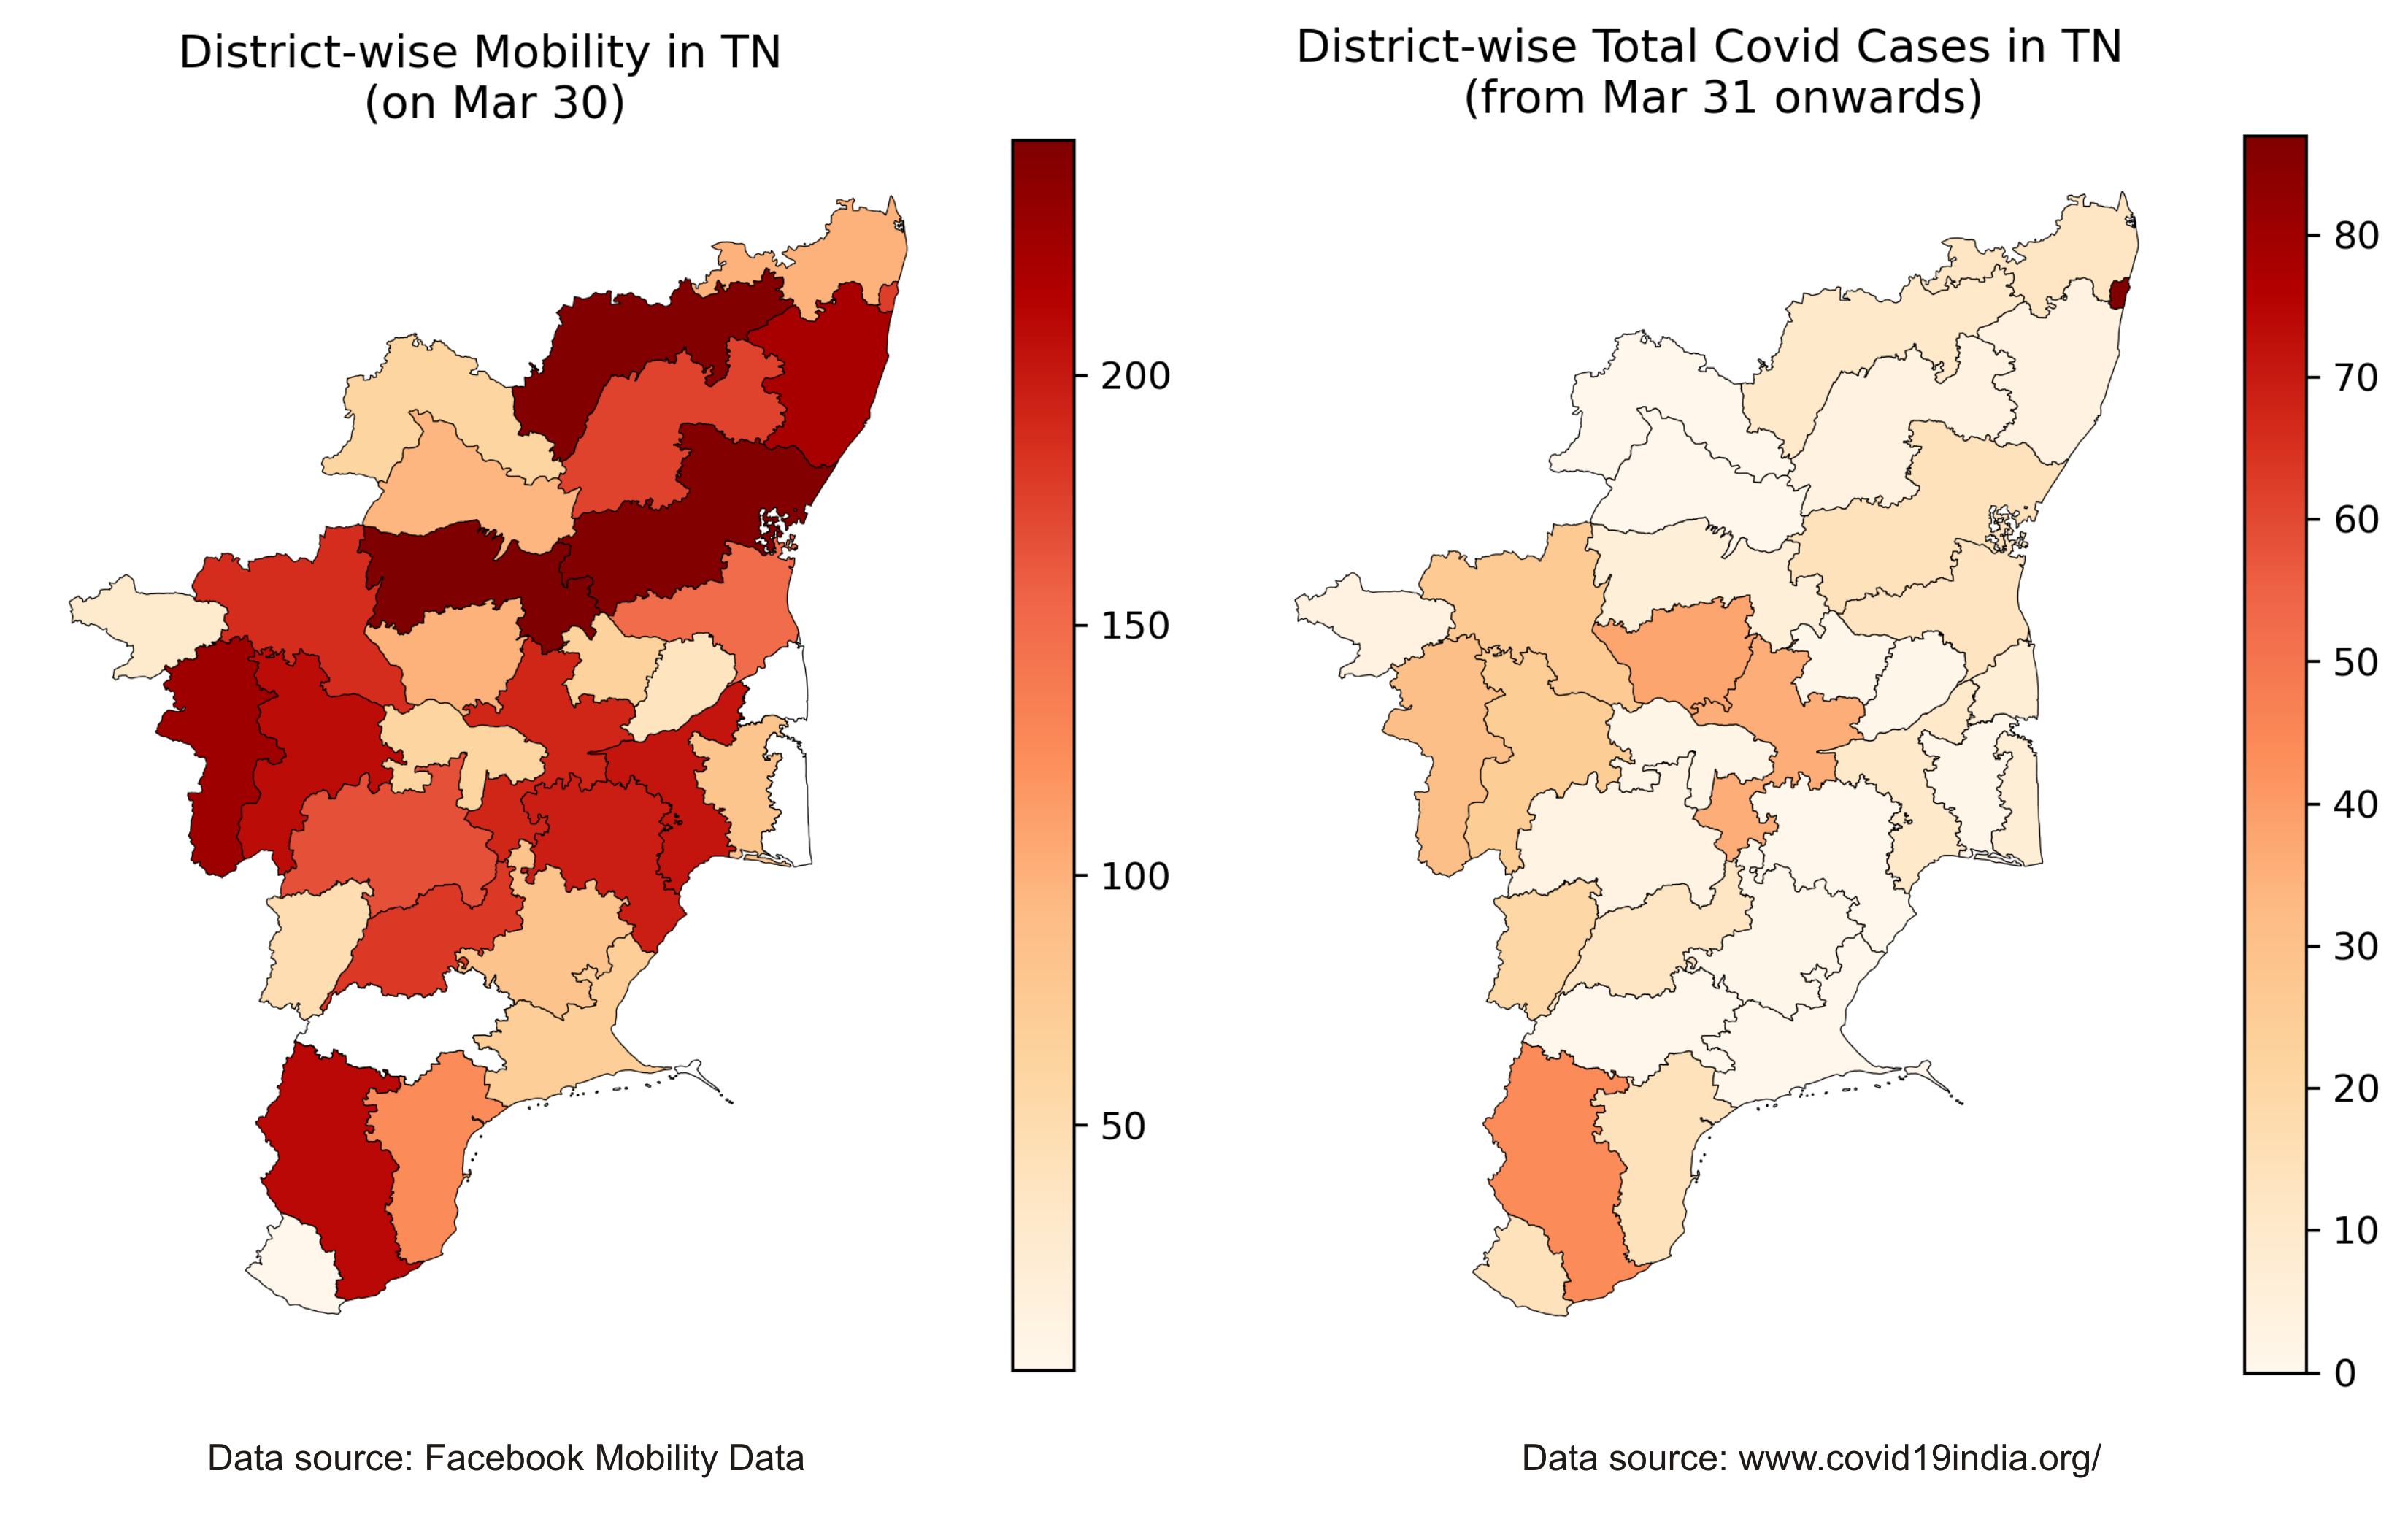 District-wise Mobility in TN
(on Mar 30)
200
150
100
50
Data source: Facebook Mobility Data
District-wise Total Covid Cases in TN
(from Mar 31 onwards)
80
70
60
50
40
30
20
10
0
Data source: www.covid19india.org/